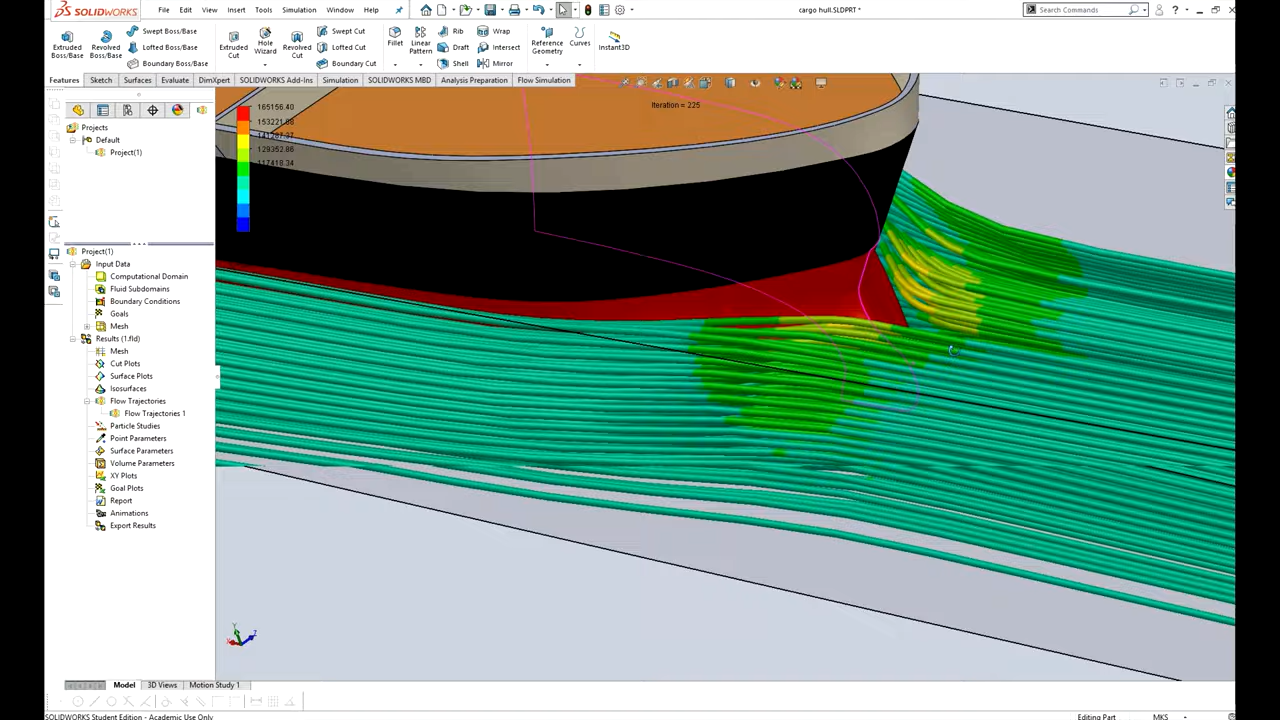 SOLIDWORKS File Edit View Insert Tools Simulation Window Help cargo hull.SLDPRT * Search Commands
Extruded Boss/Base Revolved Boss/Base Swept Boss/Base Lofted Boss/Base Boundary Boss/Base Extruded Cut Hole Wizard Revolved Cut Swept Cut Lofted Cut Boundary Cut Fillet Linear Pattern Rib Draft Shell Wrap Intersect Mirror Reference Geometry Curves Instant3D
Features Sketch Surfaces Evaluate DimXpert SOLIDWORKS Add-Ins Simulation SOLIDWORKS MBD Analysis Preparation Flow Simulation
165156.40
153221.88
141287.37
129352.86
117418.34
Iteration = 225
Projects
Default
Project(1)
Project(1)
Input Data
Computational Domain
Fluid Subdomains
Boundary Conditions
Goals
Mesh
Results (1.fld)
Mesh
Cut Plots
Surface Plots
Isosurfaces
Flow Trajectories
Flow Trajectories 1
Particle Studies
Point Parameters
Surface Parameters
Volume Parameters
XY Plots
Goal Plots
Report
Animations
Export Results
Y
Z
Model 3D Views Motion Study 1
SOLIDWORKS Student Edition - Academic Use Only Editing Part MKS